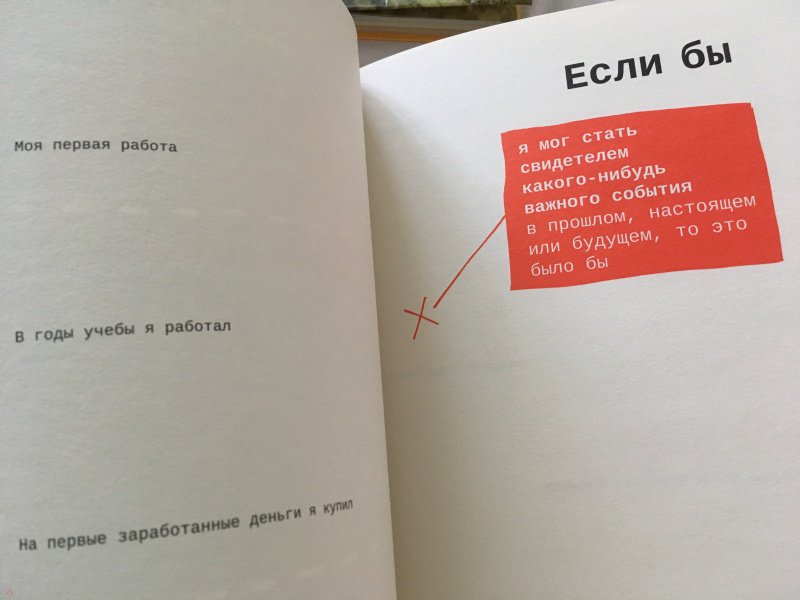 Моя первая работа
В годы учебы я работал
На первые заработанные деньги я купил
Если бы
я мог стать
свидетелем
какого-нибудь
важного события
в прошлом, настоящем
или будущем, то это
было бы